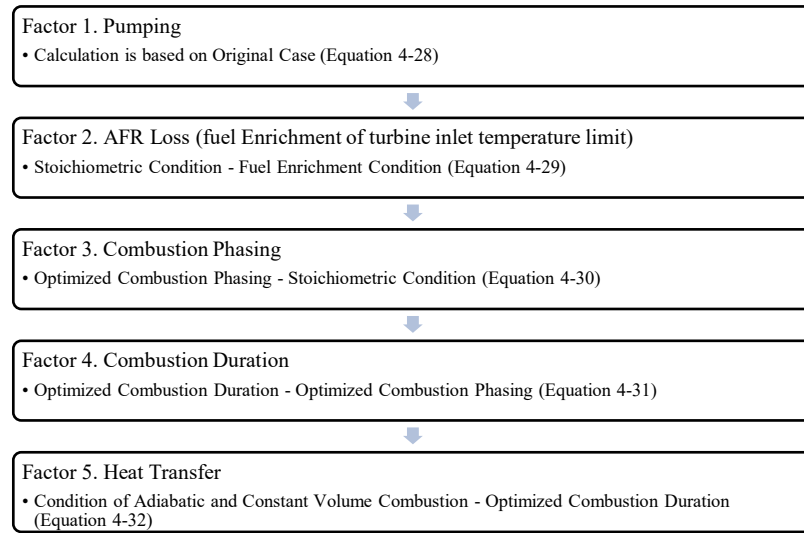 Factor 1. Pumping
• Calculation is based on Original Case (Equation 4-28)
Factor 2. AFR Loss (fuel Enrichment of turbine inlet temperature limit)
• Stoichiometric Condition - Fuel Enrichment Condition (Equation 4-29)
Factor 3. Combustion Phasing
• Optimized Combustion Phasing - Stoichiometric Condition (Equation 4-30)
Factor 4. Combustion Duration
• Optimized Combustion Duration - Optimized Combustion Phasing (Equation 4-31)
Factor 5. Heat Transfer
• Condition of Adiabatic and Constant Volume Combustion - Optimized Combustion Duration
(Equation 4-32)